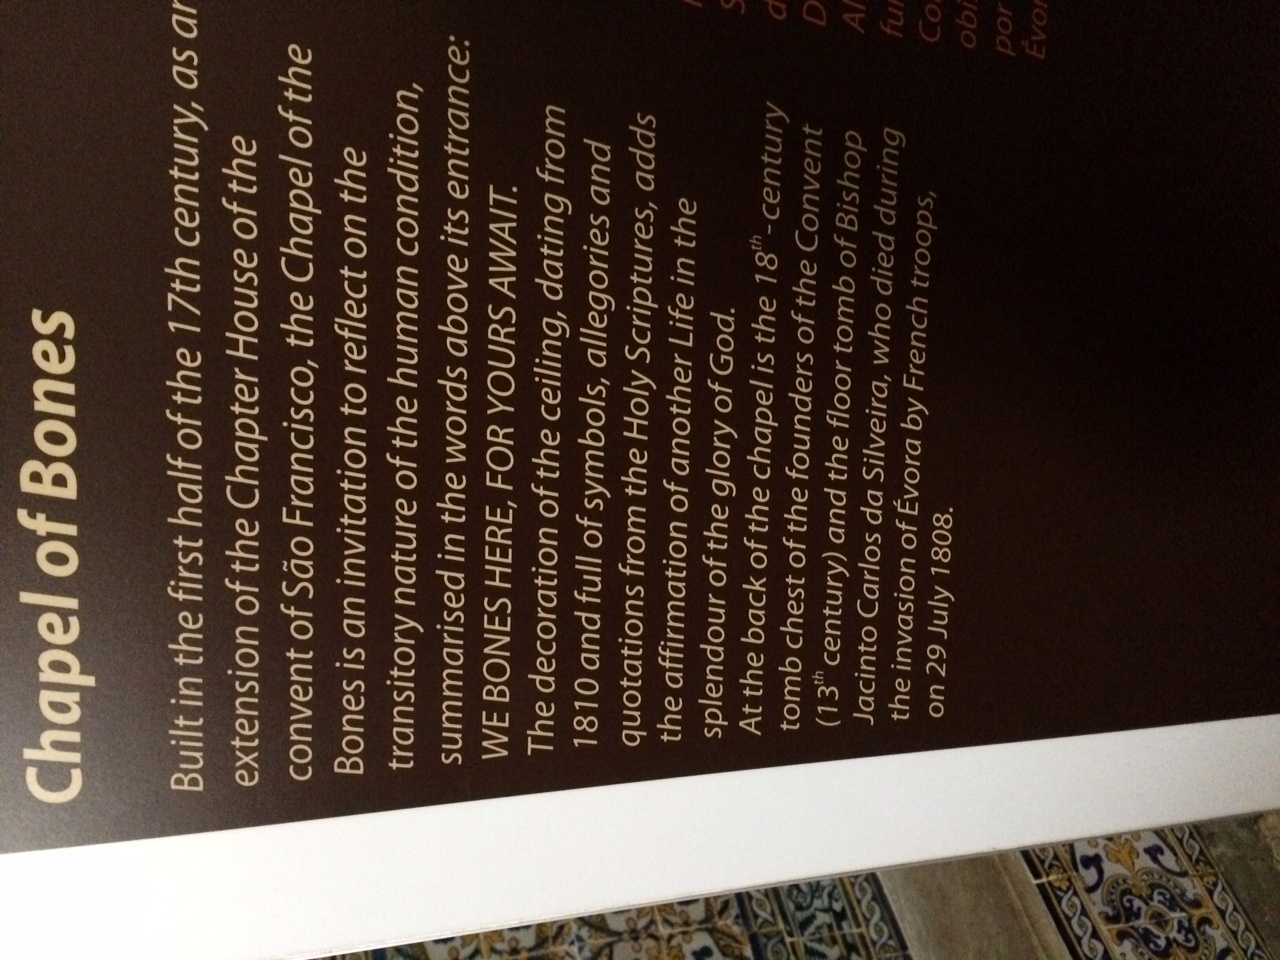 Chapel of Bones
Built in the first half of the 17th century, as an
extension of the Chapter House of the
convent of São Francisco, the Chapel of the
Bones is an invitation to reflect on the
transitory nature of the human condition,
summarised in the words above its entrance:
WE BONES HERE, FOR YOURS AWAIT.
The decoration of the ceiling, dating from
1810 and full of symbols, allegories and
quotations from the Holy Scriptures, adds
the affirmation of another Life in the
splendour of the glory of God.
At the back of the chapel is the 18th-century
tomb chest of the founders of the Convent
(13th century) and the floor tomb of Bishop
Jacinto Carlos da Silveira, who died during
the invasion of Évora by French troops,
on 29 July 1808.
por